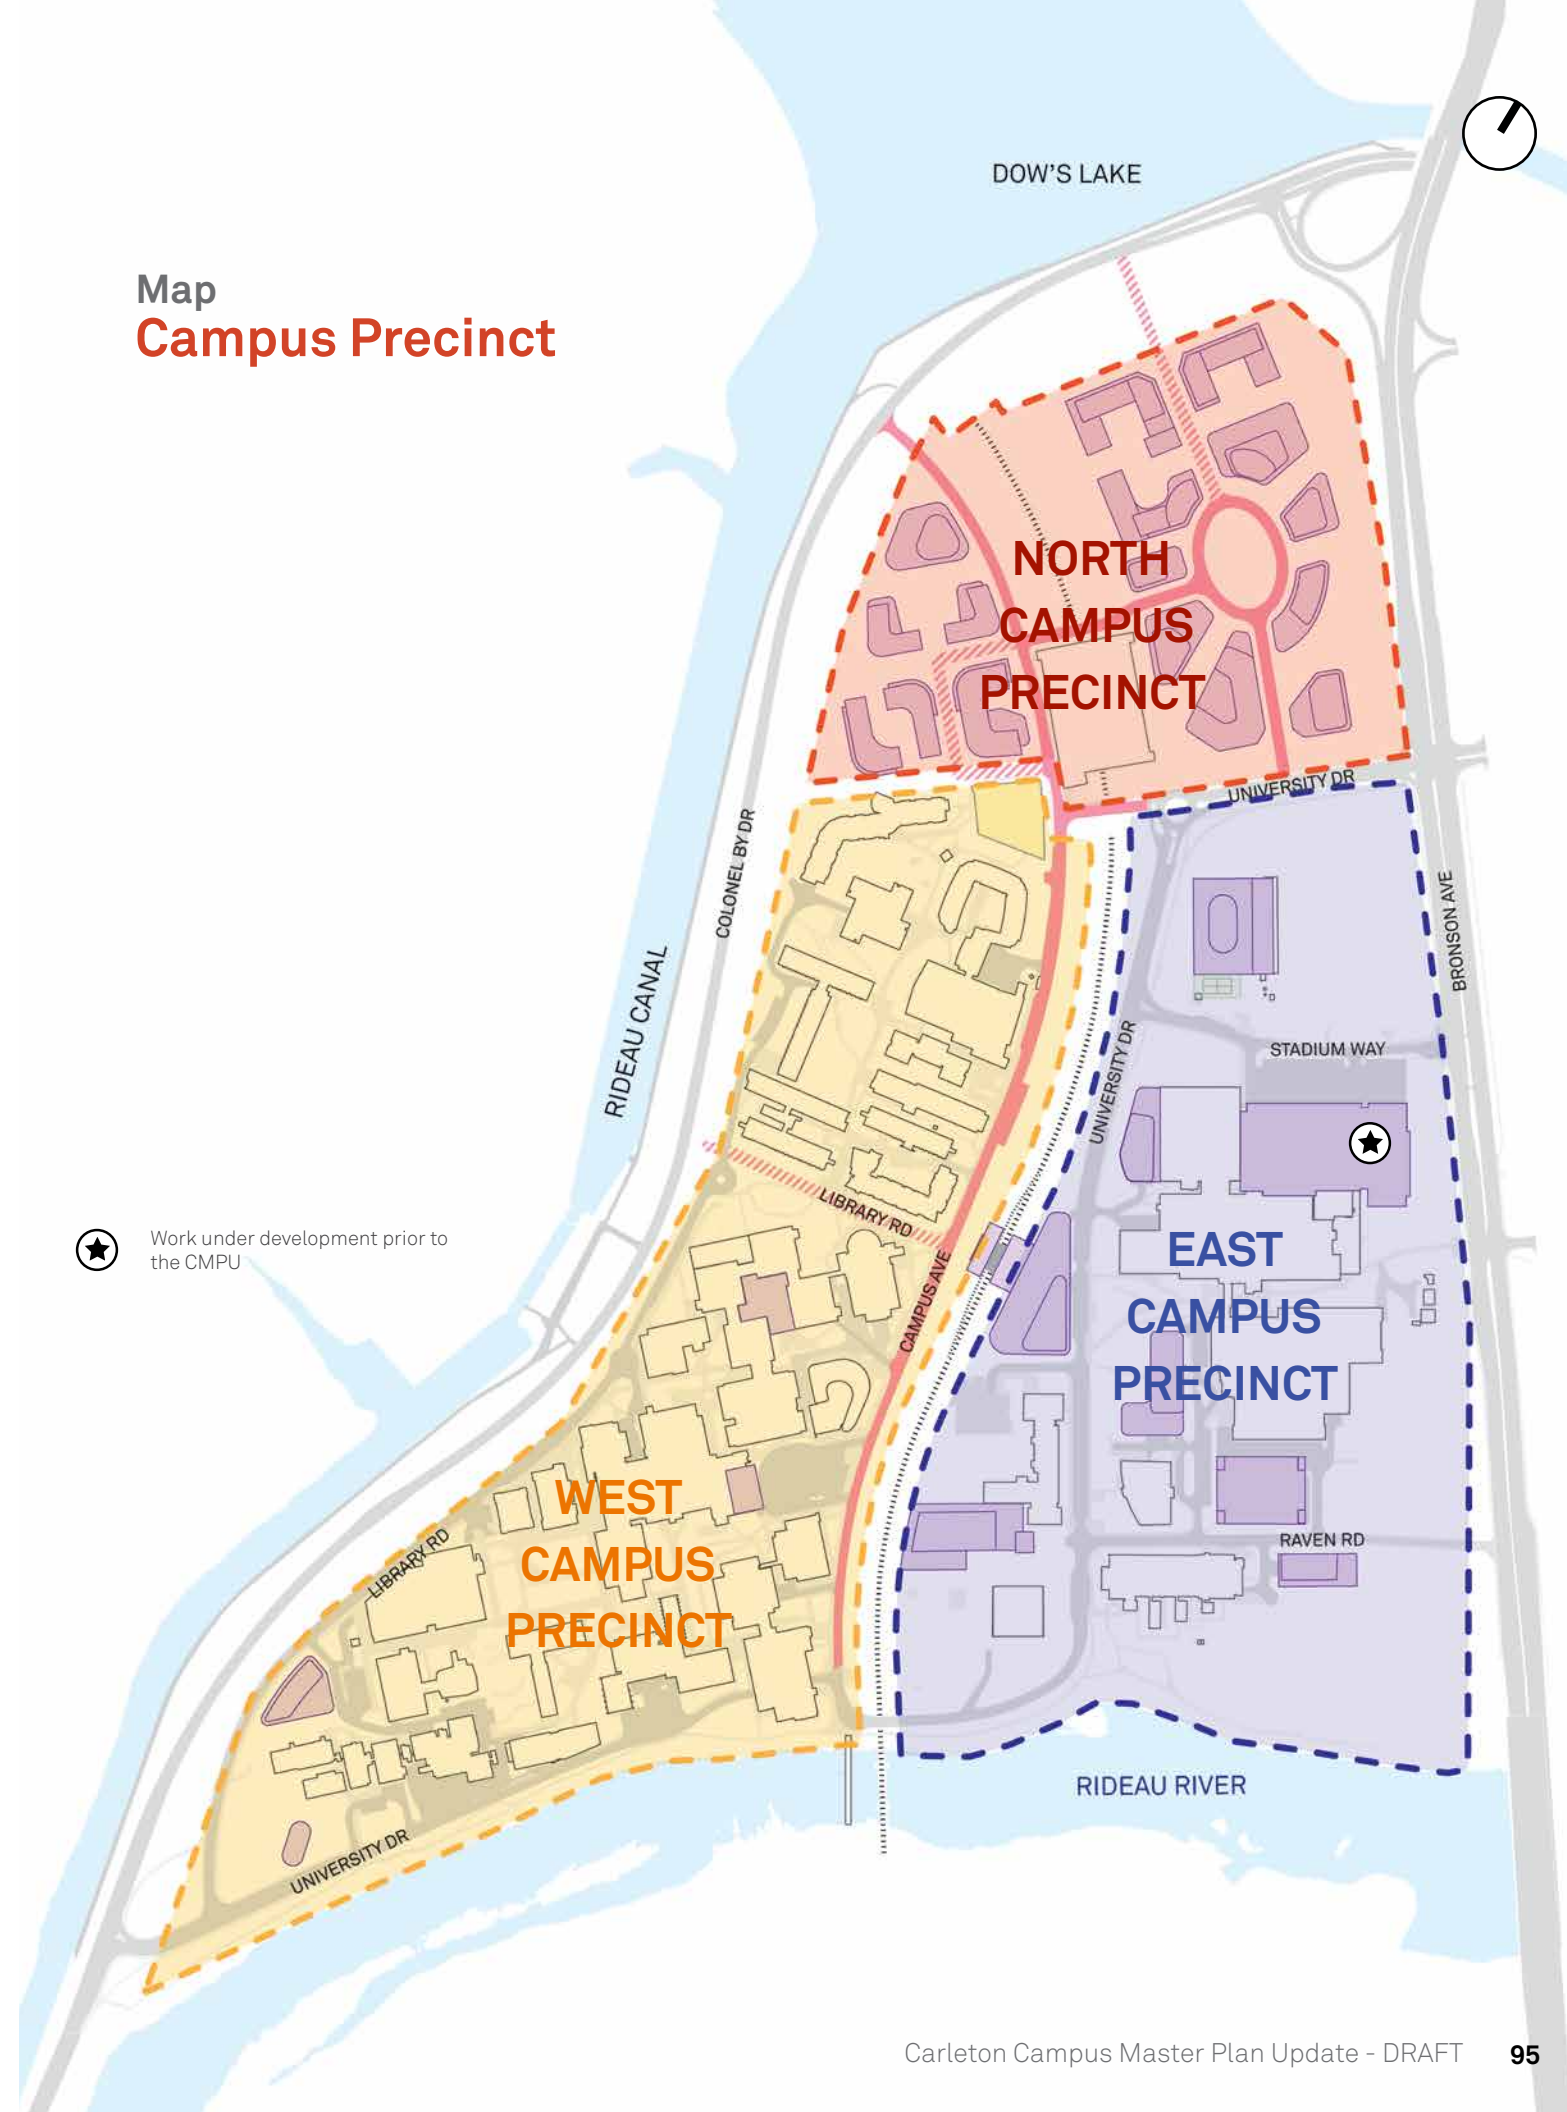 DOW'S LAKE
Map
Campus Precinct
NORTH
CAMPUS
PRECINCT
UNIVERSITY DR
COLONEL BY DR
BRONSON AVE
RIDEAU CANAL
UNIVERSITY DR
STADIUM WAY
LIBRARY RD
Work under development prior to
the CMPU
CAMPUS AVE
EAST
CAMPUS
PRECINCT
WEST
CAMPUS
PRECINCT
LIBRARY RD
RAVEN RD
RIDEAU RIVER
UNIVERSITY DR
Carleton Campus Master Plan Update - DRAFT 95